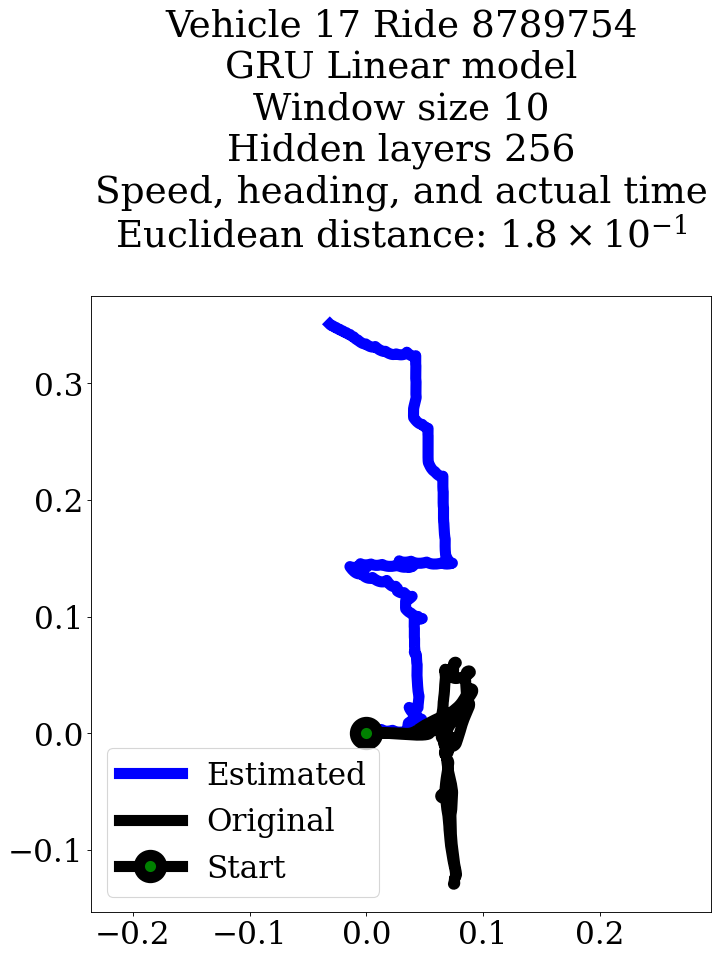 Vehicle 17 Ride 8789754
GRU Linear model
Window size 10
Hidden layers 256
Speed, heading, and actual time
Euclidean distance: 1.8 × 10⁻¹
0.3
0.2
0.1
0.0
−0.1
Estimated
Original
Start
−0.2 −0.1 0.0 0.1 0.2